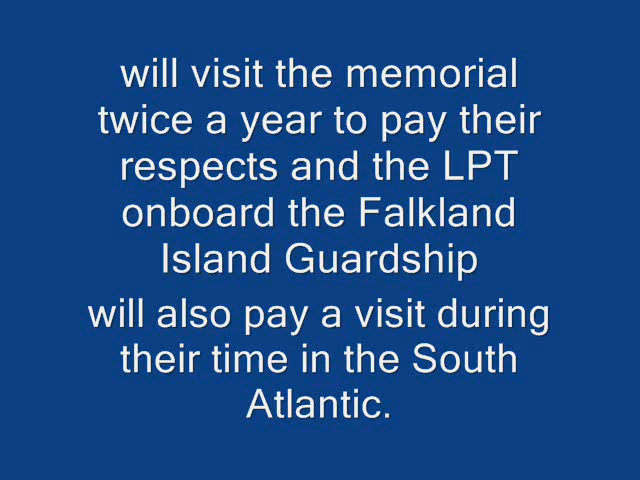 will visit the memorial
twice a year to pay their
respects and the LPT
onboard the Falkland
Island Guardship
will also pay a visit during
their time in the South
Atlantic.